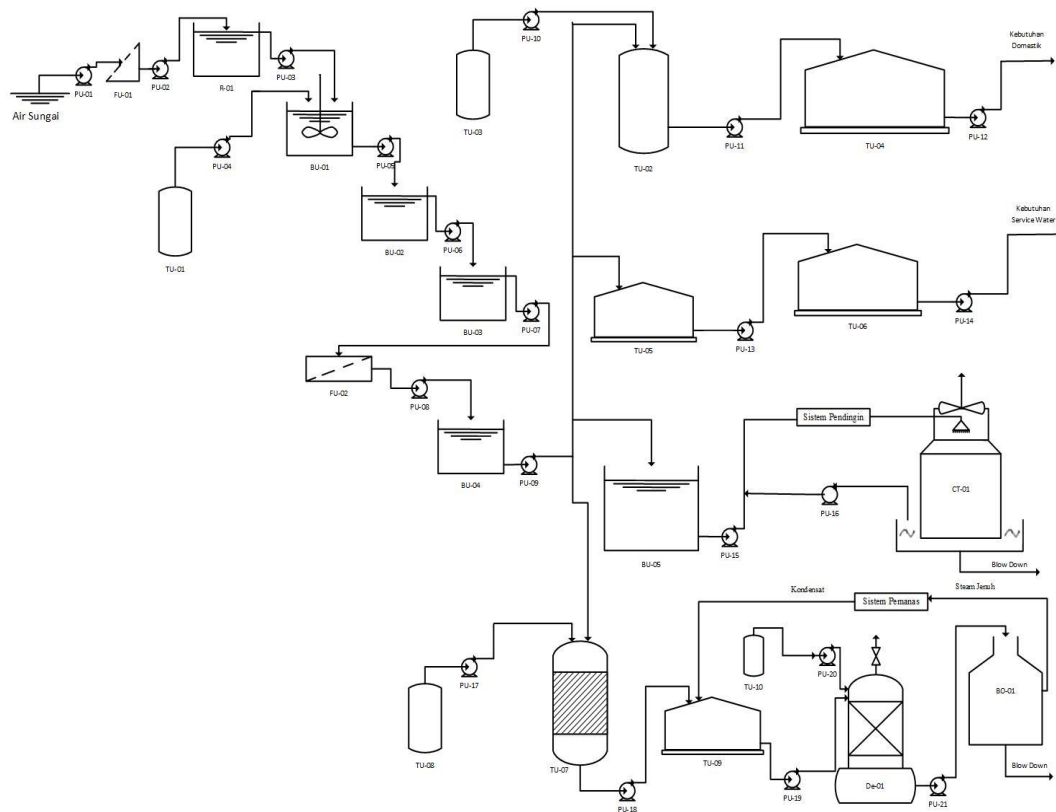 PU-10
Kebutuhan
Domestik
PU-01
FU-01
PU-02
R-01
PU-03
Air Sungai
TU-03
TU-02
PU-11
TU-04
PU-12
PU-04
BU-01
PU-05
TU-01
BU-02
PU-06
Kebutuhan
Service Water
BU-03
PU-07
TU-05
PU-13
TU-06
PU-14
FU-02
PU-08
BU-04
PU-09
Sistem Pendingin
CT-01
PU-16
BU-05
PU-15
Blow Down
Kondensat
Steam Jenuh
Sistem Pemanas
PU-17
TU-08
TU-07
PU-18
TU-09
TU-10
PU-20
PU-19
De-01
PU-21
BO-01
Blow Down